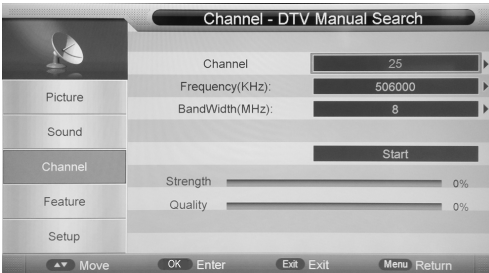 Channel - DTV Manual Search
Picture
Sound
Channel
Feature
Setup
Channel 25
Frequency(KHz): 506000
BandWidth(MHz): 8
Start
Strength 0%
Quality 0%
Move OK Enter Exit Exit Menu Return